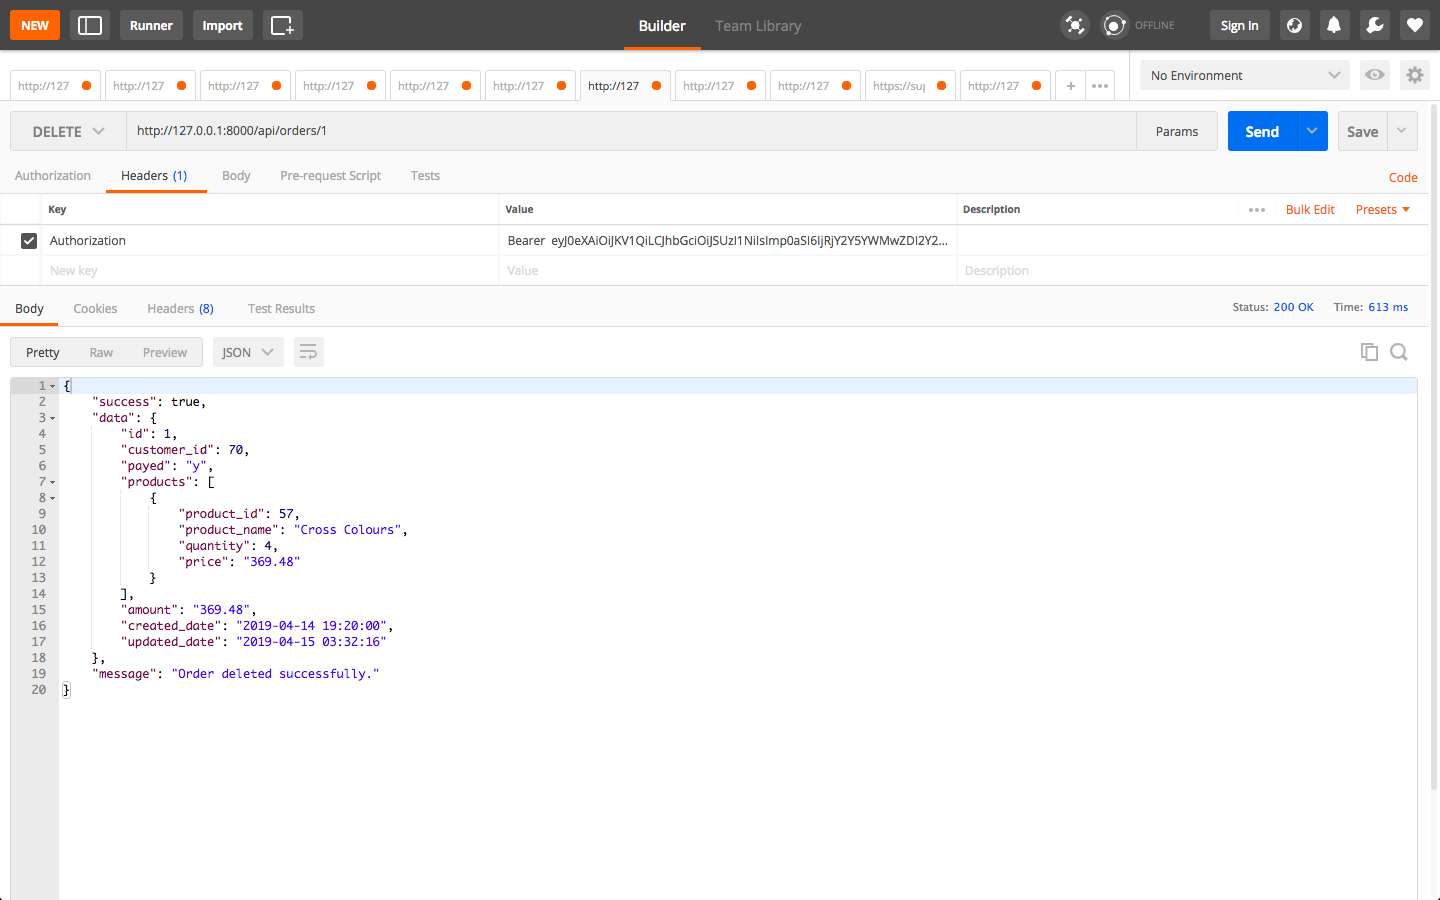 NEW Runner Import Builder Team Library OFFLINE Sign In
http://127 http://127 http://127 http://127 http://127 http://127 http://127 http://127 http://127 https://sup http://127 + ••• No Environment
DELETE http://127.0.0.1:8000/api/orders/1 Params Send Save
Authorization Headers (1) Body Pre-request Script Tests Code
Key Value Description ••• Bulk Edit Presets
Authorization Bearer eyJ0eXAiOiJKV1QiLCJhbGciOiJSUzI1NiIsImp0aSI6IjRjY2Y5YWMwZDI2Y2...
New key Value Description
Body Cookies Headers (8) Test Results Status: 200 OK Time: 613 ms
Pretty Raw Preview JSON
1 {
2 "success": true,
3 "data": {
4 "id": 1,
5 "customer_id": 70,
6 "payed": "y",
7 "products": [
8 {
9 "product_id": 57,
10 "product_name": "Cross Colours",
11 "quantity": 4,
12 "price": "369.48"
13 }
14 ],
15 "amount": "369.48",
16 "created_date": "2019-04-14 19:20:00",
17 "updated_date": "2019-04-15 03:32:16"
18 },
19 "message": "Order deleted successfully."
20 }